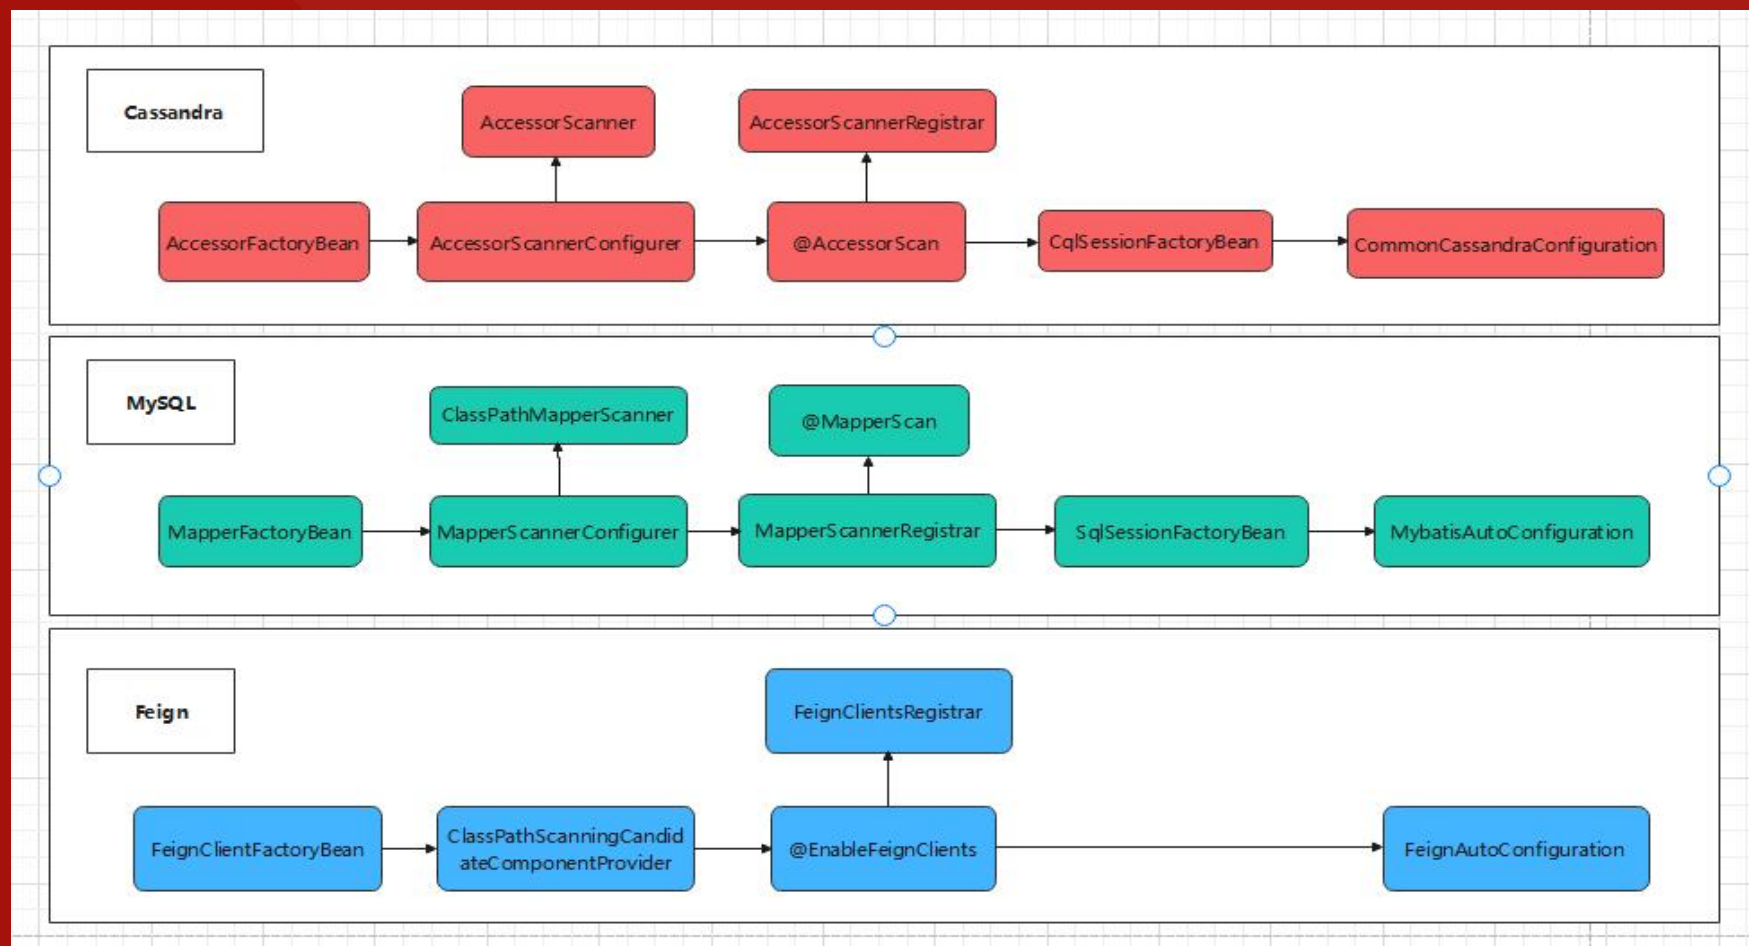 Cassandra
AccessorScanner
AccessorScannerRegistrar
AccessorFactoryBean
AccessorScannerConfigurer
@AccessorScan
CqlSessionFactoryBean
CommonCassandraConfiguration
MySQL
ClassPathMapperScanner
@MapperScan
MapperFactoryBean
MapperScannerConfigurer
MapperScannerRegistrar
SqlSessionFactoryBean
MybatisAutoConfiguration
Feign
FeignClientsRegistrar
FeignClientFactoryBean
ClassPathScanningCandid
ateComponentProvider
@EnableFeignClients
FeignAutoConfiguration